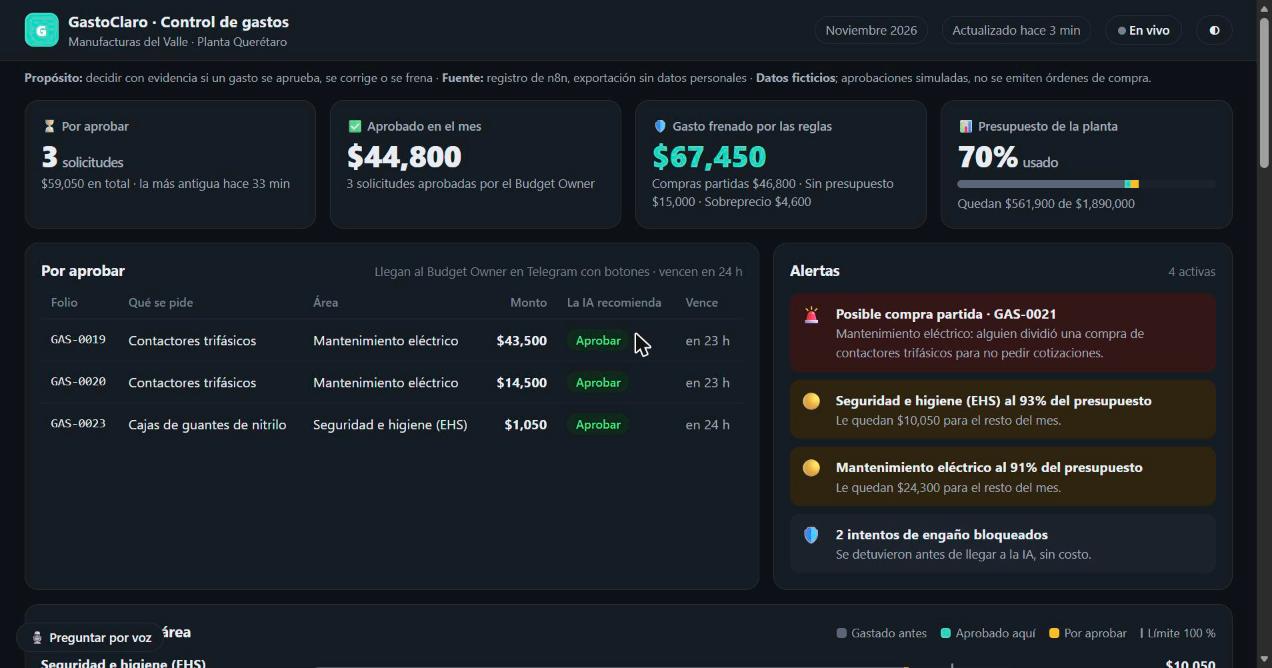 G
GastoClaro · Control de gastos
Manufacturas del Valle · Planta Querétaro
Noviembre 2026
Actualizado hace 3 min
En vivo
Propósito: decidir con evidencia si un gasto se aprueba, se corrige o se frena · Fuente: registro de n8n, exportación sin datos personales · Datos ficticios; aprobaciones simuladas, no se emiten órdenes de compra.
Por aprobar
3 solicitudes
$59,050 en total · la más antigua hace 33 min
Aprobado en el mes
$44,800
3 solicitudes aprobadas por el Budget Owner
Gasto frenado por las reglas
$67,450
Compras partidas $46,800 · Sin presupuesto
$15,000 · Sobreprecio $4,600
Presupuesto de la planta
70% usado
Quedan $561,900 de $1,890,000
Por aprobar
Llegan al Budget Owner en Telegram con botones · vencen en 24 h
Folio Qué se pide Área Monto La IA recomienda Vence
GAS-0019 Contactores trifásicos Mantenimiento eléctrico $43,500 Aprobar en 23 h
GAS-0020 Contactores trifásicos Mantenimiento eléctrico $14,500 Aprobar en 23 h
GAS-0023 Cajas de guantes de nitrilo Seguridad e higiene (EHS) $1,050 Aprobar en 24 h
Alertas
4 activas
Posible compra partida · GAS-0021
Mantenimiento eléctrico: alguien dividió una compra de
contactores trifásicos para no pedir cotizaciones.
Seguridad e higiene (EHS) al 93% del presupuesto
Le quedan $10,050 para el resto del mes.
Mantenimiento eléctrico al 91% del presupuesto
Le quedan $24,300 para el resto del mes.
2 intentos de engaño bloqueados
Se detuvieron antes de llegar a la IA, sin costo.
Preguntar por voz
área
Gastado antes
Aprobado aquí
Por aprobar
Límite 100 %
Seguridad e higiene (EHS)
$10,050